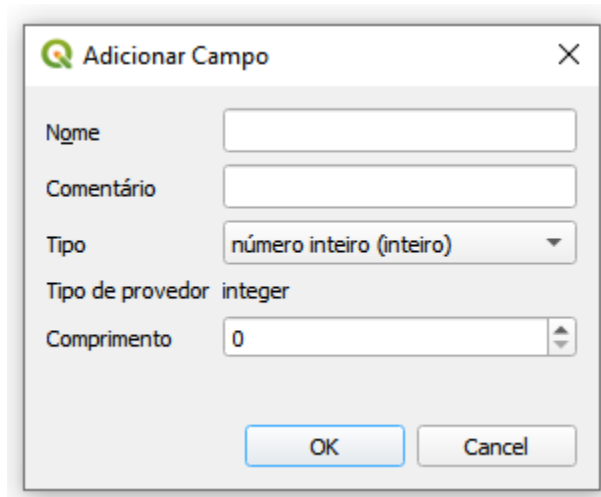 Adicionar Campo
Nome
Comentário
Tipo número inteiro (inteiro)
Tipo de provedor integer
Comprimento 0
OK Cancel